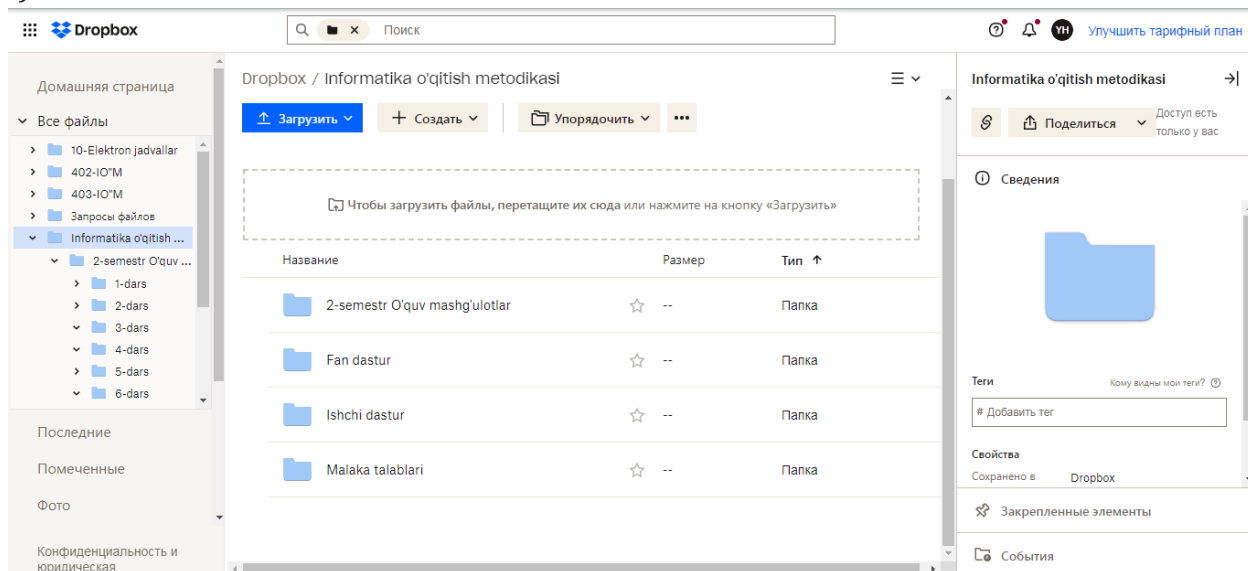 Dropbox
Поиск
YH
Улучшить тарифный план
Домашняя страница
Все файлы
10-Elektron jadvallar
402-IO"M
403-IO"M
Запросы файлов
Informatika o'qitish ...
2-semestr O'quv ...
1-dars
2-dars
3-dars
4-dars
5-dars
6-dars
Последние
Помеченные
Фото
Конфиденциальность и
юридическая
Dropbox / Informatika o'qitish metodikasi
Загрузить
Создать
Упорядочить
Чтобы загрузить файлы, перетащите их сюда или нажмите на кнопку «Загрузить»
Название Размер Тип ↑
2-semestr O'quv mashg'ulotlar -- Папка
Fan dastur -- Папка
Ishchi dastur -- Папка
Malaka talablari -- Папка
Informatika o'qitish metodikasi
Поделиться
Доступ есть
только у вас
Сведения
Теги Кому видны мои теги?
# Добавить тег
Свойства
Сохранено в Dropbox
Закрепленные элементы
События